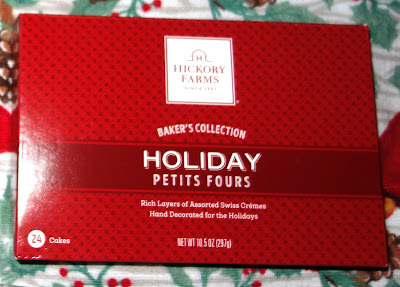 H
HICKORY
FARMS
SINCE 1951
BAKER'S COLLECTION
HOLIDAY
PETITS FOURS
Rich Layers of Assorted Swiss Crèmes
Hand Decorated for the Holidays
24 Cakes
NET WT 10.5 OZ (297g)